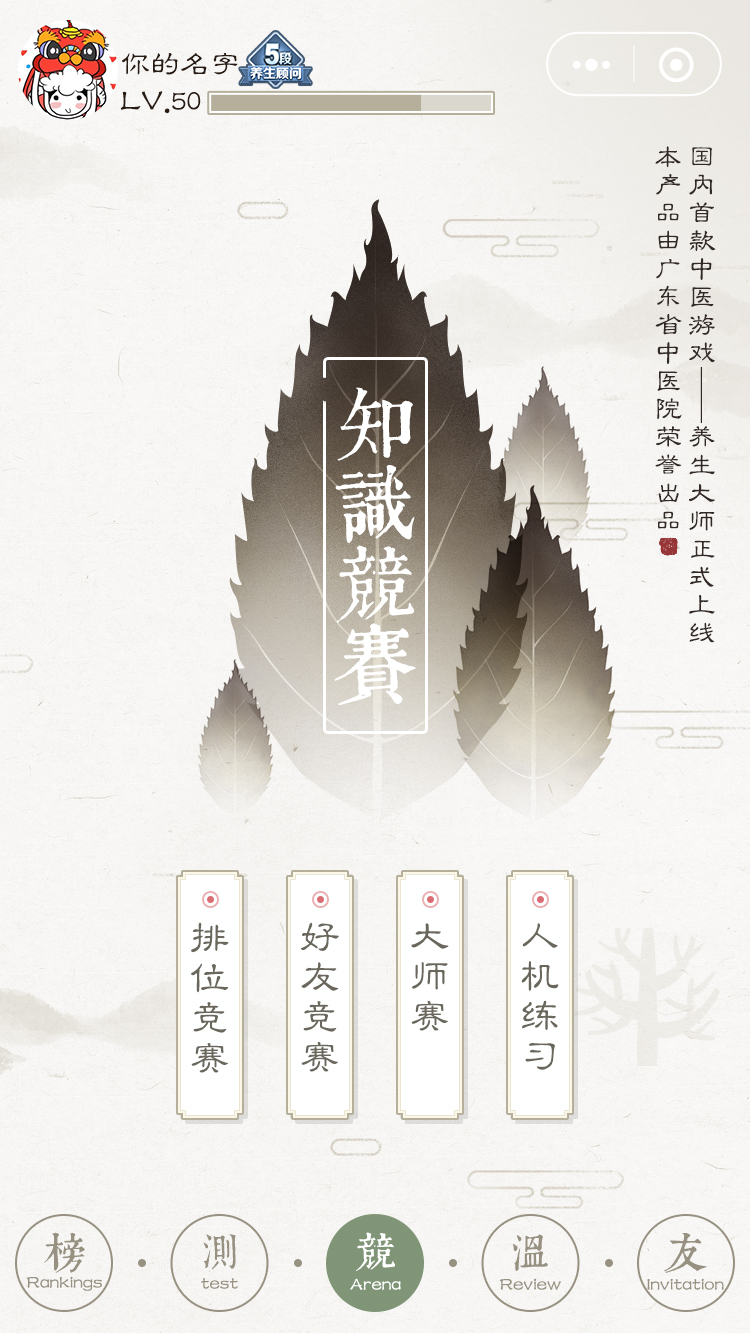 你的名字
5段
养生顾问
LV.50
国内首款中医游戏——养生大师正式上线
本产品由广东省中医院荣誉出品
知識競賽
排位竞赛
好友竞赛
大师赛
人机练习
榜
Rankings
測
test
競
Arena
溫
Review
友
Invitation